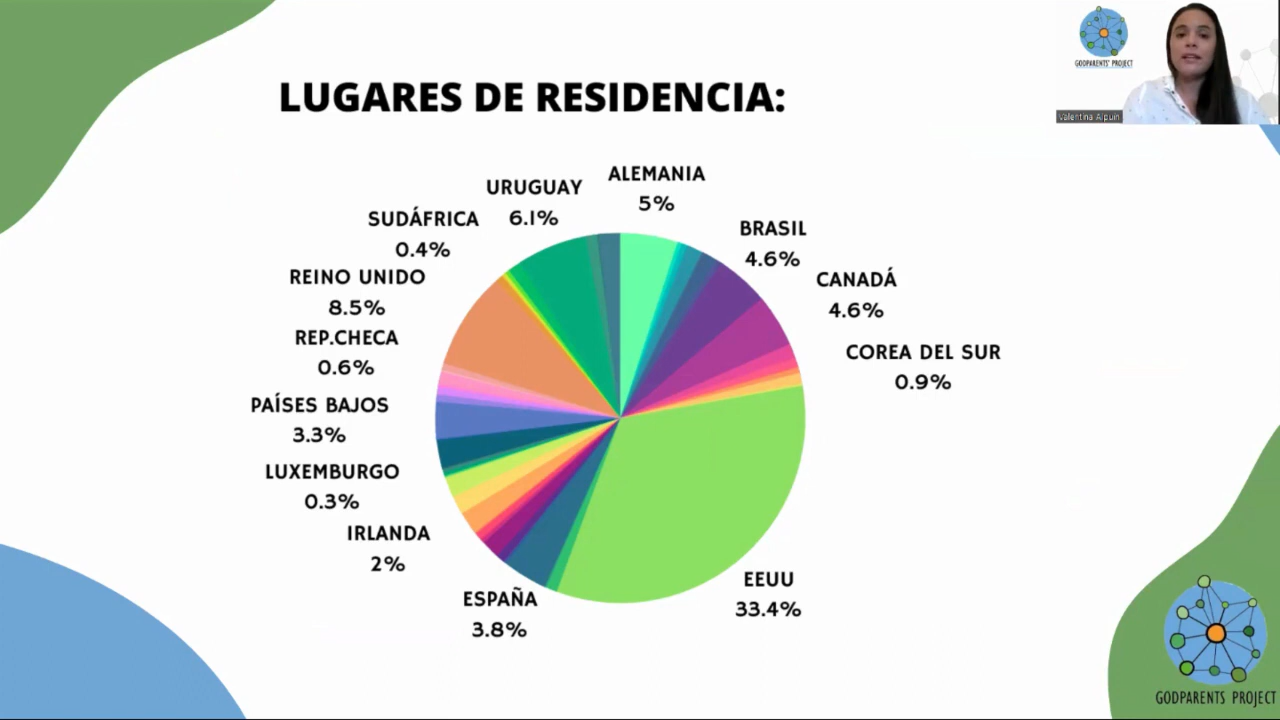 LUGARES DE RESIDENCIA:
GODPARENTS' PROJECT
Valentina Alpuin
ALEMANIA
5%
URUGUAY
6.1%
SUDÁFRICA
0.4%
BRASIL
4.6%
REINO UNIDO
8.5%
CANADÁ
4.6%
REP.CHECA
0.6%
COREA DEL SUR
0.9%
PAÍSES BAJOS
3.3%
LUXEMBURGO
0.3%
IRLANDA
2%
EEUU
33.4%
ESPAÑA
3.8%
GODPARENTS PROJECT